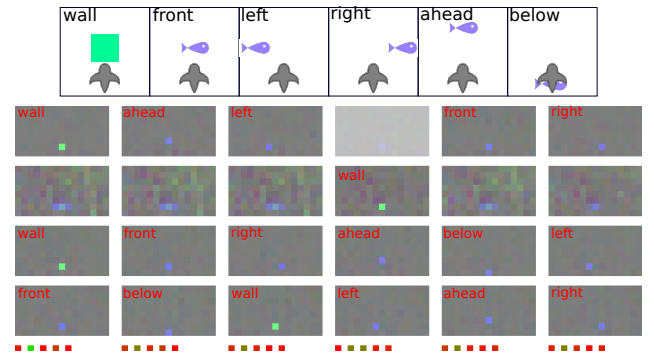 wall front left right ahead below
wall ahead left front right
wall
wall front right ahead below left
front below wall left ahead right